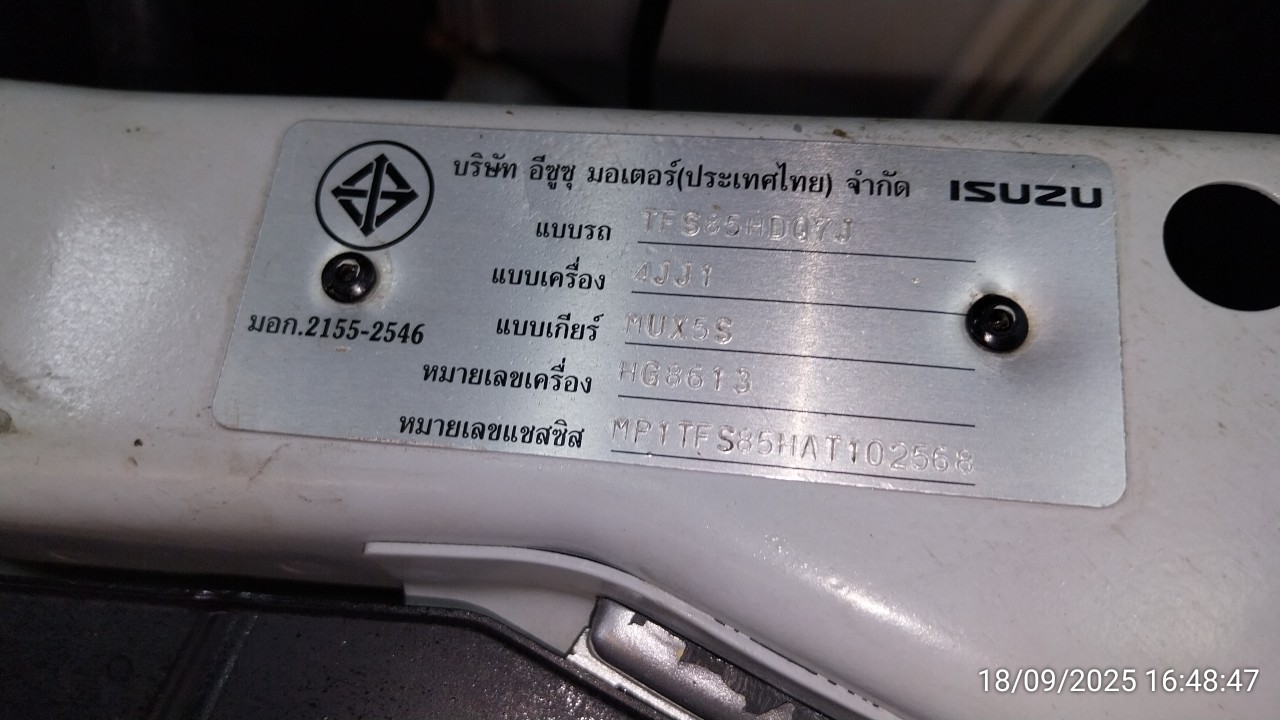 บริษัท อีซูซุ มอเตอร์(ประเทศไทย) จำกัด ISUZU
แบบรถ TFS85HDQ7J
แบบเครื่อง 4JJ1
มอก.2155-2546
แบบเกียร์ MUX5S
หมายเลขเครื่อง HG8613
หมายเลขแชสซิส MP1TFS85HAT102568
18/09/2025 16:48:47